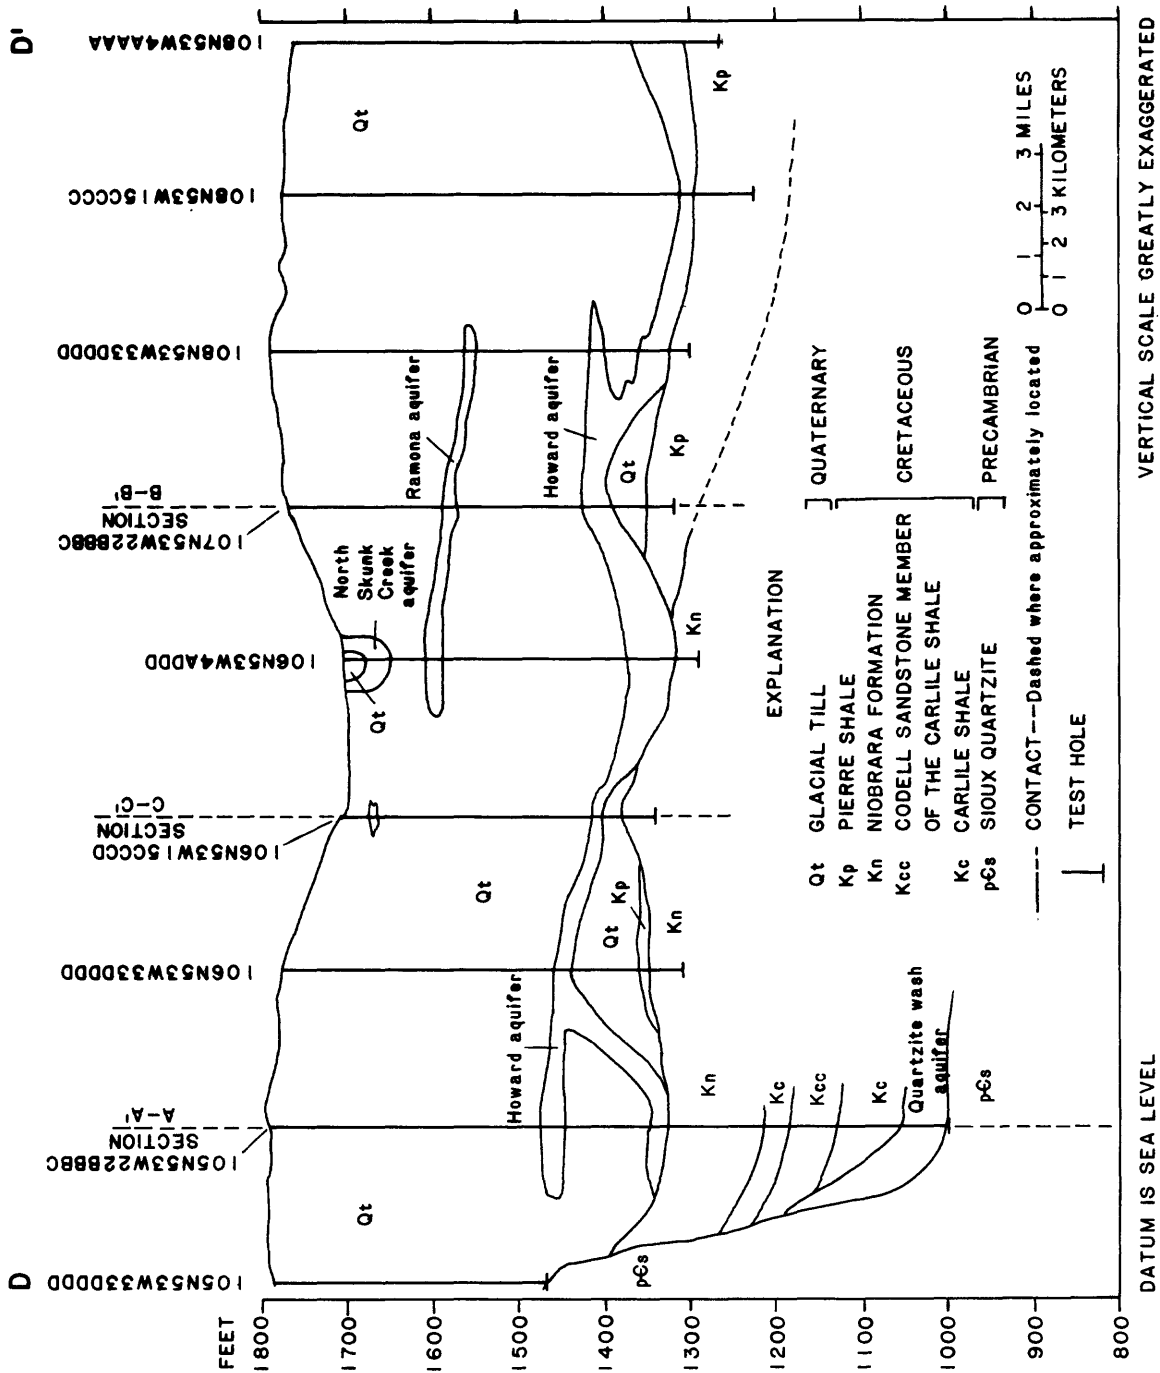 D
D'
105N53W33DDDD
105N53W22BBBC
SECTION
A-A'
106N53W33DDDD
106N53W15CCCD
SECTION
C-C'
106N53W4ADDD
107N53W22BBBC
SECTION
B-B'
108N53W33DDDD
108N53W15CCCC
108N53W4AAAA
FEET
1800
1700
1600
1500
1400
1300
1200
1100
1000
900
800
Qt
Qt
Qt
North
Skunk
Creek
aquifer
Qt
Ramona aquifer
Howard aquifer
Howard aquifer
Qt
Kp
Qt
Kp
Kp
Kn
Kn
Kn
p€s
Kc
Kcc
Kc
Quartzite wash
aquifer
p€s
EXPLANATION
Qt GLACIAL TILL QUATERNARY
Kp PIERRE SHALE
Kn NIOBRARA FORMATION
Kcc CODELL SANDSTONE MEMBER CRETACEOUS
OF THE CARLILE SHALE
Kc CARLILE SHALE
p€s SIOUX QUARTZITE PRECAMBRIAN
CONTACT--Dashed where approximately located
TEST HOLE
0 1 2 3 MILES
0 1 2 3 KILOMETERS
DATUM IS SEA LEVEL
VERTICAL SCALE GREATLY EXAGGERATED